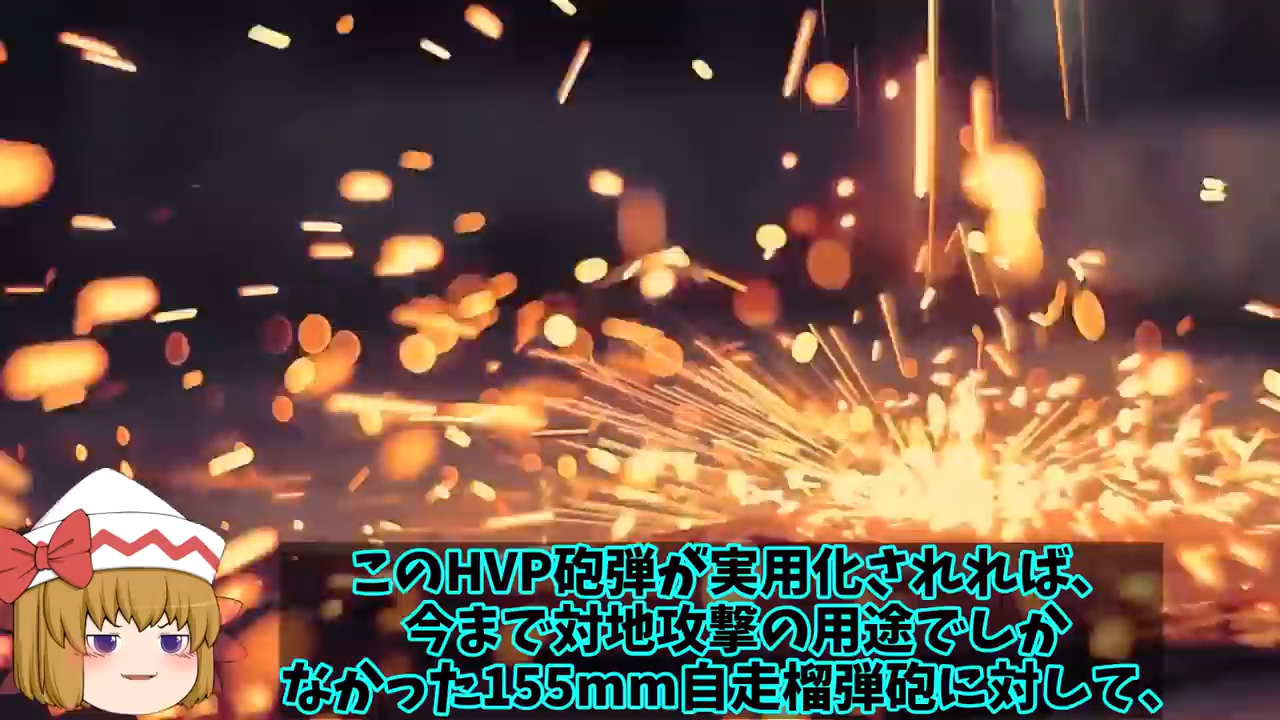 このHVP砲弾が実用化されれば、
今まで対地攻撃の用途でしか
なかった155mm自走榴弾砲に対して、